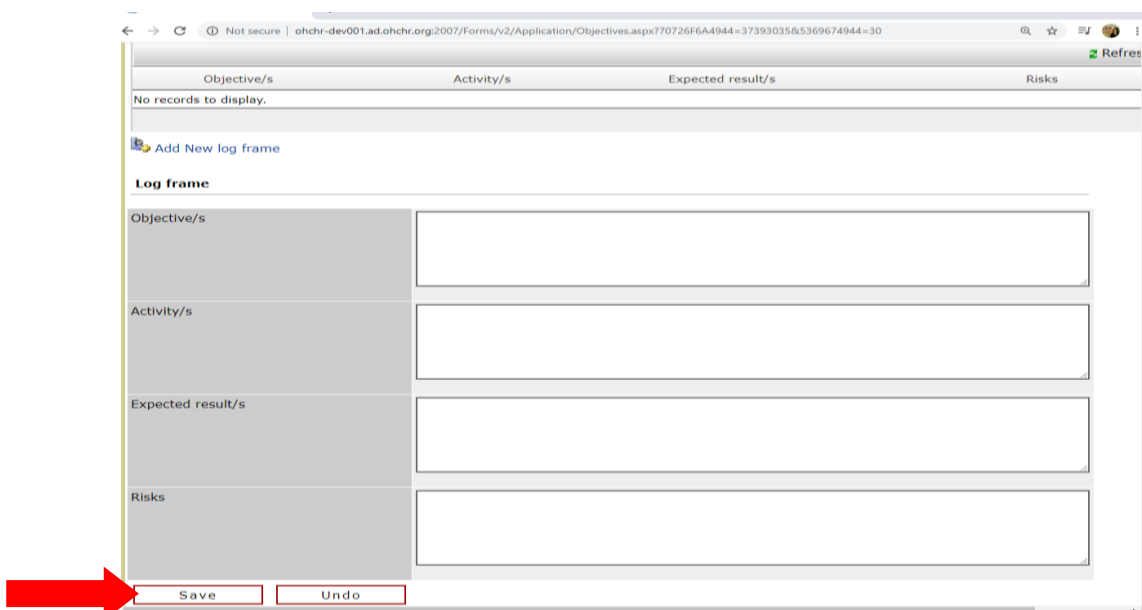 Not secure | ohchr-dev001.ad.ohchr.org:2007/Forms/v2/Application/Objectives.aspx?70726F6A4944=37393035&5369674944=30
Refres
Objective/s Activity/s Expected result/s Risks
No records to display.
Add New log frame
Log frame
Objective/s
Activity/s
Expected result/s
Risks
Save Undo